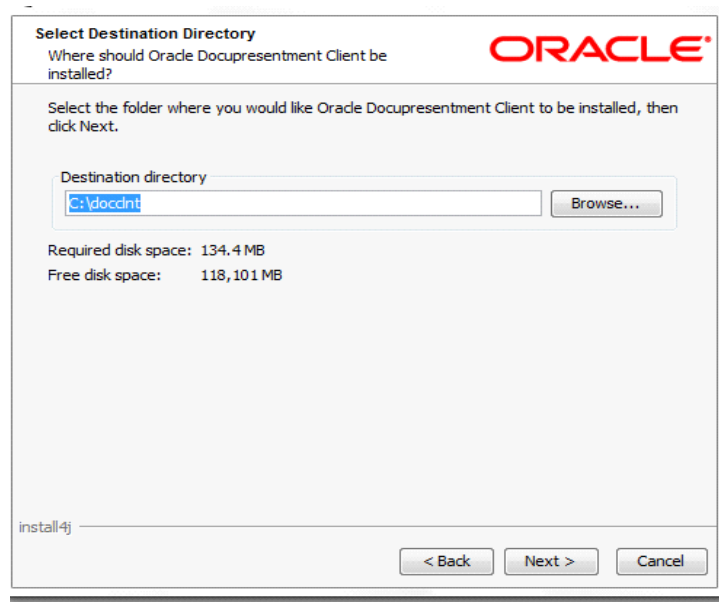 Select Destination Directory
Where should Oracle Docupresentment Client be
installed?
ORACLE
Select the folder where you would like Oracle Docupresentment Client to be installed, then
click Next.
Destination directory
C:\docclnt
Browse...
Required disk space: 134.4 MB
Free disk space: 118,101 MB
install4j
< Back
Next >
Cancel